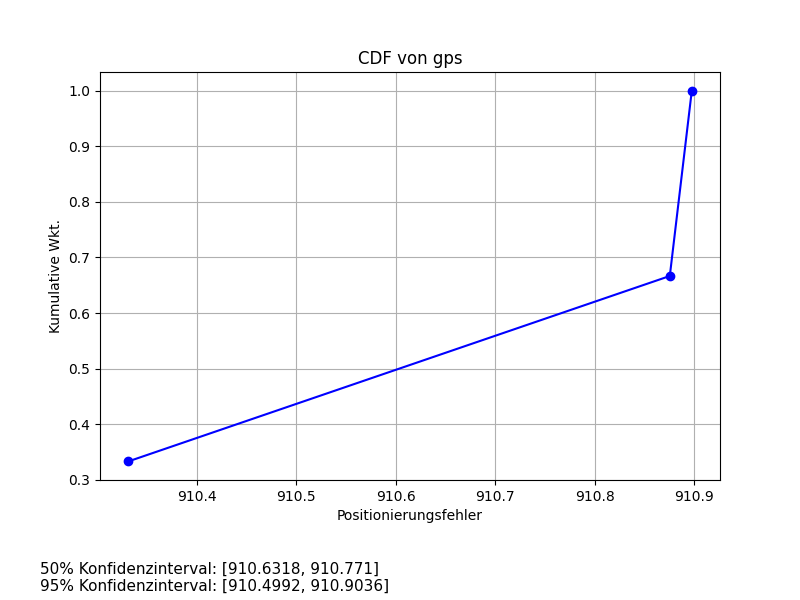 CDF von gps
1.0
0.9
0.8
0.7
0.6
0.5
0.4
0.3
Kumulative Wkt.
910.4 910.5 910.6 910.7 910.8 910.9
Positionierungsfehler
50% Konfidenzinterval: [910.6318, 910.771]
95% Konfidenzinterval: [910.4992, 910.9036]